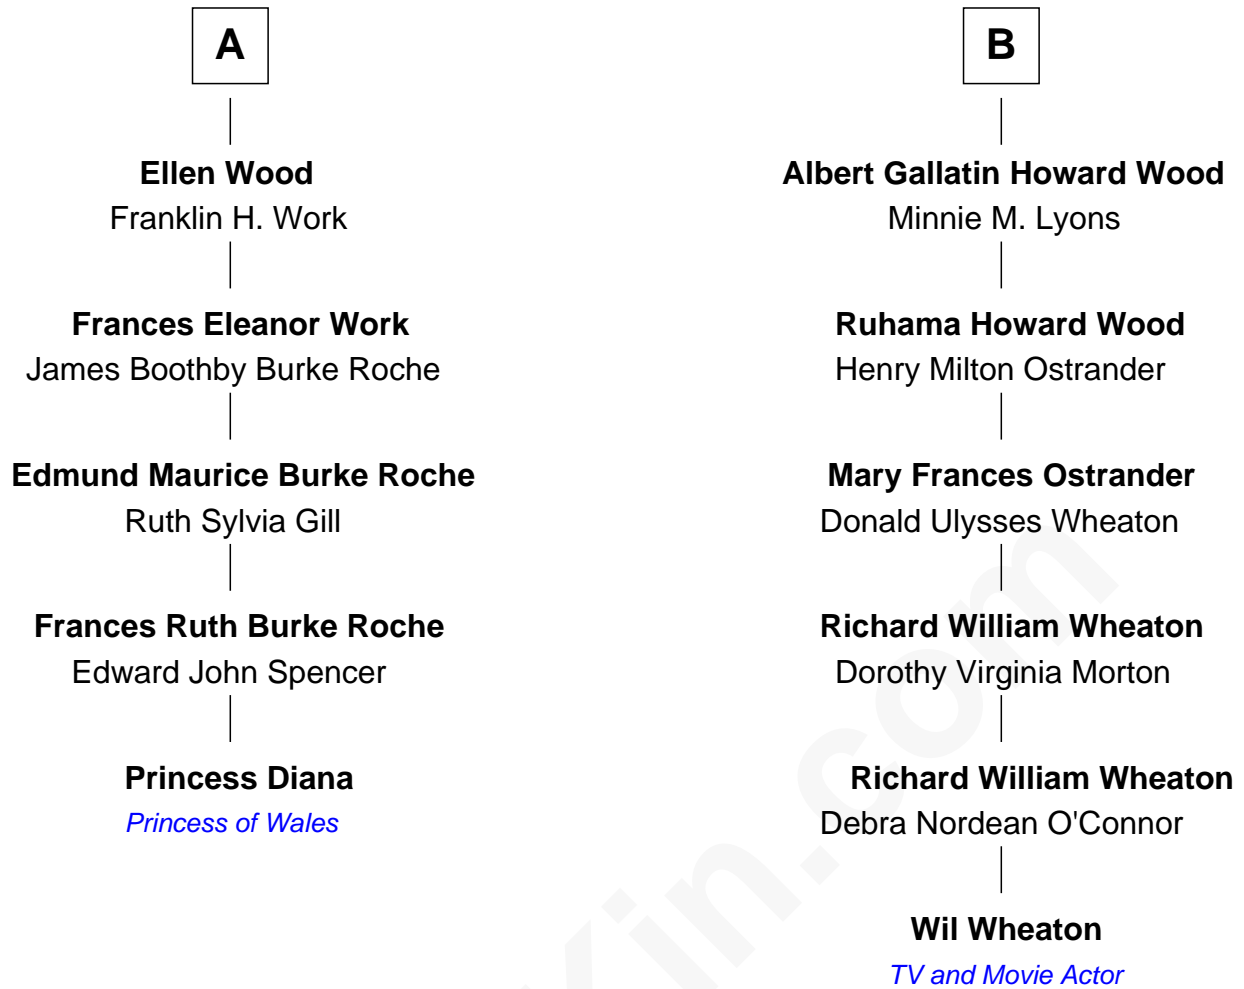 A
Ellen Wood
Franklin H. Work
Frances Eleanor Work
James Boothby Burke Roche
Edmund Maurice Burke Roche
Ruth Sylvia Gill
Frances Ruth Burke Roche
Edward John Spencer
Princess Diana
Princess of Wales
B
Albert Gallatin Howard Wood
Minnie M. Lyons
Ruhama Howard Wood
Henry Milton Ostrander
Mary Frances Ostrander
Donald Ulysses Wheaton
Richard William Wheaton
Dorothy Virginia Morton
Richard William Wheaton
Debra Nordean O'Connor
Wil Wheaton
TV and Movie Actor